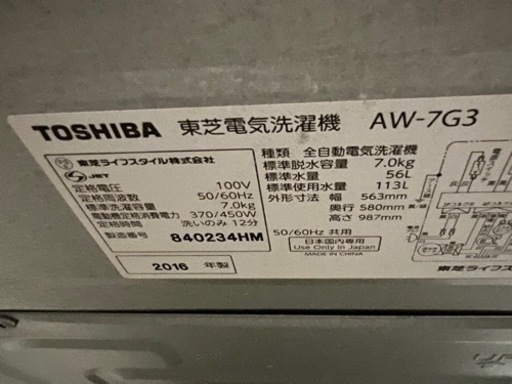 TOSHIBA 東芝電気洗濯機 AW-7G3
東芝ライフスタイル株式会社
JET
定格電圧 100V
定格周波数 50/60Hz
標準洗濯容量 7.0kg
電動機定格消費電力 370/450W
定格時間 洗いのみ 12分
製造番号 840234HM
2016 年製
種類 全自動電気洗濯機
標準脱水容量 7.0kg
標準水量 56L
標準使用水量 113L
外形寸法 幅 563mm
奥行 580mm
高さ 987mm
50/60Hz 共用
日本国内専用
Use Only in Japan
MADE IN CHINA
東芝ライフス